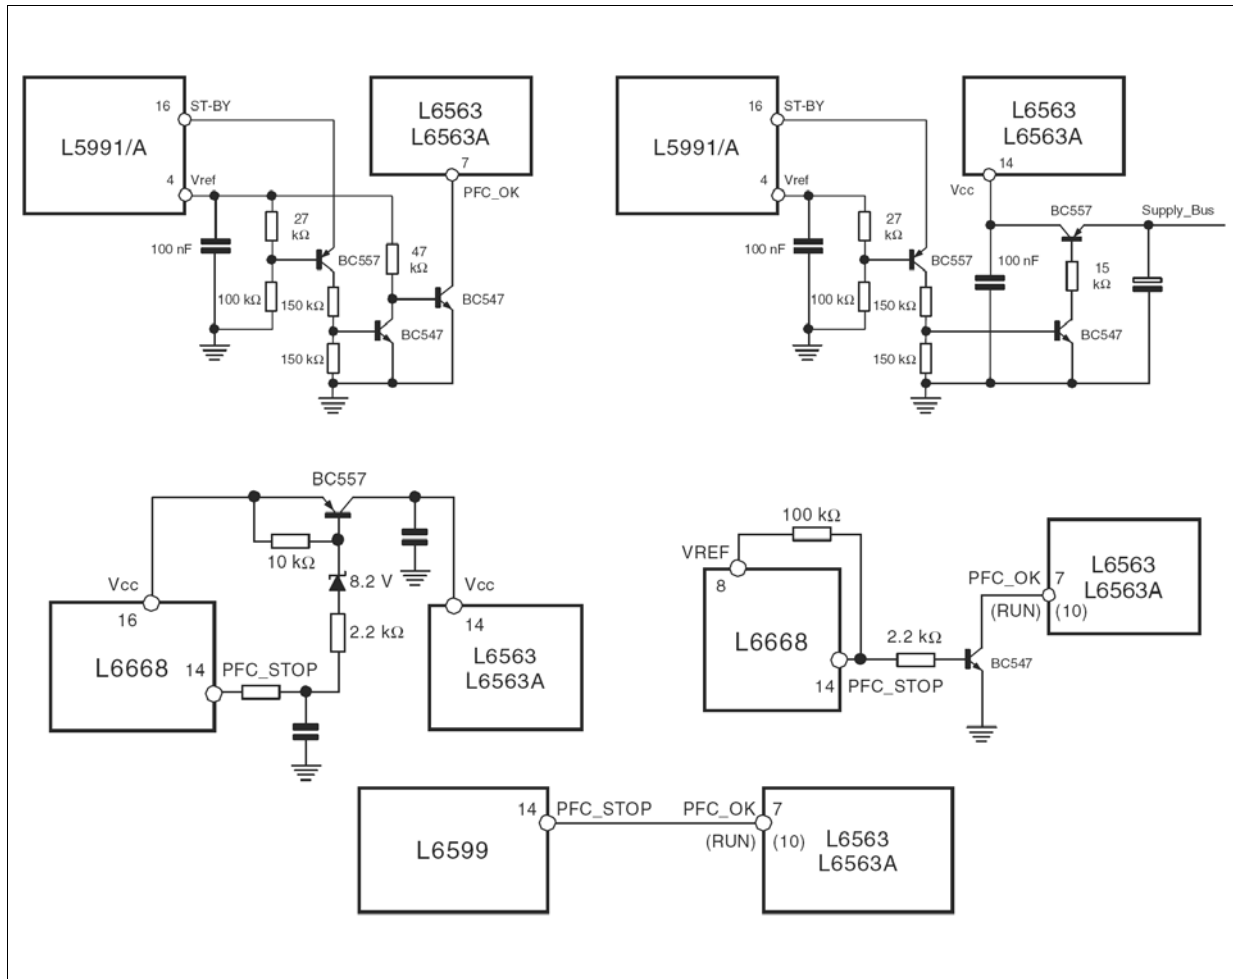 16
ST-BY
L5991/A
4
Vref
L6563
L6563A
7
PFC_OK
27
kΩ
100 nF
BC557
47
kΩ
100 kΩ
150 kΩ
BC547
BC547
150 kΩ
16
ST-BY
L5991/A
4
Vref
L6563
L6563A
14
Vcc
BC557
Supply_Bus
27
kΩ
100 nF
BC557
100 nF
15
kΩ
100 kΩ
150 kΩ
BC547
150 kΩ
BC557
10 kΩ
8.2 V
Vcc
Vcc
16
2.2 kΩ
14
L6668
14
PFC_STOP
L6563
L6563A
100 kΩ
VREF
8
L6668
2.2 kΩ
14
PFC_STOP
BC547
PFC_OK
7
(RUN)
(10)
L6563
L6563A
14
PFC_STOP
PFC_OK
7
(RUN)
(10)
L6599
L6563
L6563A